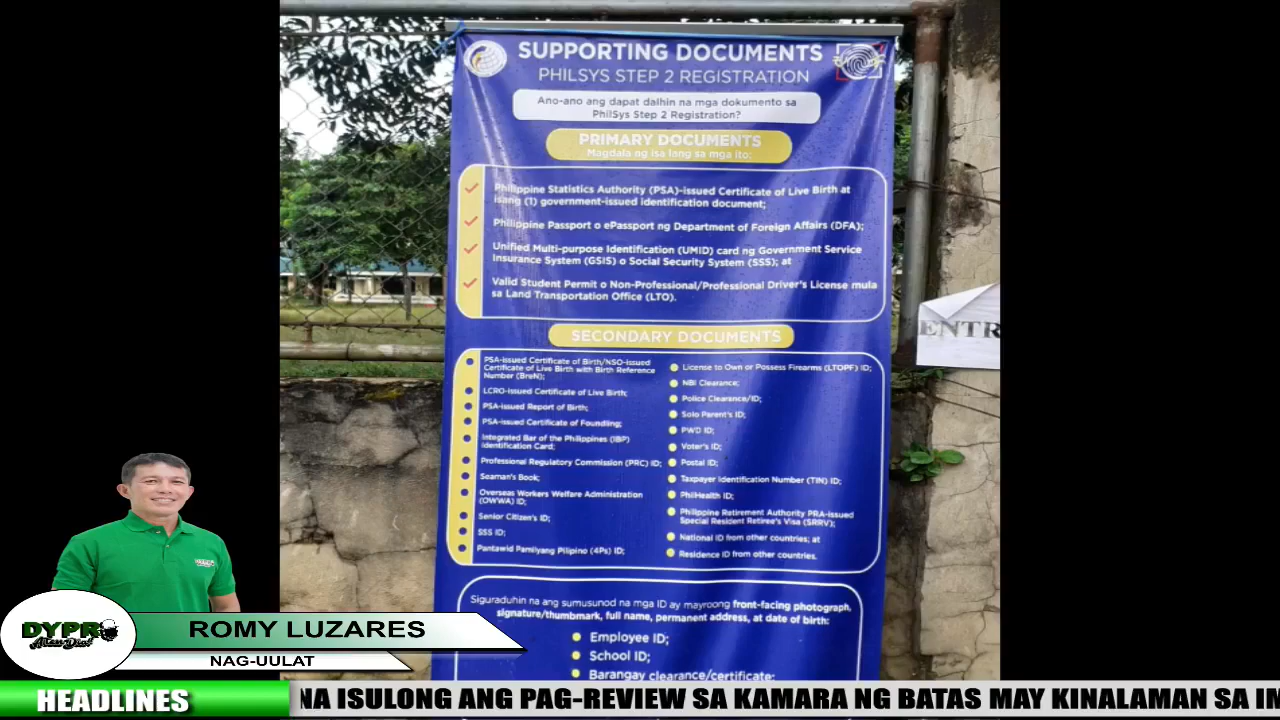 SUPPORTING DOCUMENTS
PHILSYS STEP 2 REGISTRATION
Ano-ano ang dapat dalhin na mga dokumento sa
PhilSys Step 2 Registration?
PRIMARY DOCUMENTS
Magdala ng isa lang sa mga ito:
Philippine Statistics Authority (PSA)-issued Certificate of Live Birth at
isang (1) government-issued identification document;
Philippine Passport o ePassport ng Department of Foreign Affairs (DFA);
Unified Multi-purpose Identification (UMID) card ng Government Service
Insurance System (GSIS) o Social Security System (SSS); at
Valid Student Permit o Non-Professional/Professional Driver's License mula
sa Land Transportation Office (LTO).
SECONDARY DOCUMENTS
PSA-issued Certificate of Birth/NSO-issued
Certificate of Live Birth with Birth Reference
Number (BreN);
LCRO-issued Certificate of Live Birth;
PSA-issued Report of Birth;
PSA-issued Certificate of Foundling;
Integrated Bar of the Philippines (IBP)
Identification Card;
Professional Regulatory Commission (PRC) ID;
Seaman's Book;
Overseas Workers Welfare Administration
(OWWA) ID;
Senior Citizen's ID;
SSS ID;
Pantawid Pamilyang Pilipino (4Ps) ID;
License to Own or Possess Firearms (LTOPF) ID;
NBI Clearance;
Police Clearance/ID;
Solo Parent's ID;
PWD ID;
Voter's ID;
Postal ID;
Taxpayer Identification Number (TIN) ID;
PhilHealth ID;
Philippine Retirement Authority PRA-issued
Special Resident Retiree's Visa (SRRV);
National ID from other countries; at
Residence ID from other countries.
Siguraduhin na ang sumusunod na mga ID ay mayroong front-facing photograph,
signature/thumbmark, full name, permanent address, at date of birth:
Employee ID;
School ID;
Barangay clearance/certificate;
ENTR
DYPR
ROMY LUZARES
NAG-UULAT
HEADLINES
NA ISULONG ANG PAG-REVIEW SA KAMARA NG BATAS MAY KINALAMAN SA IM